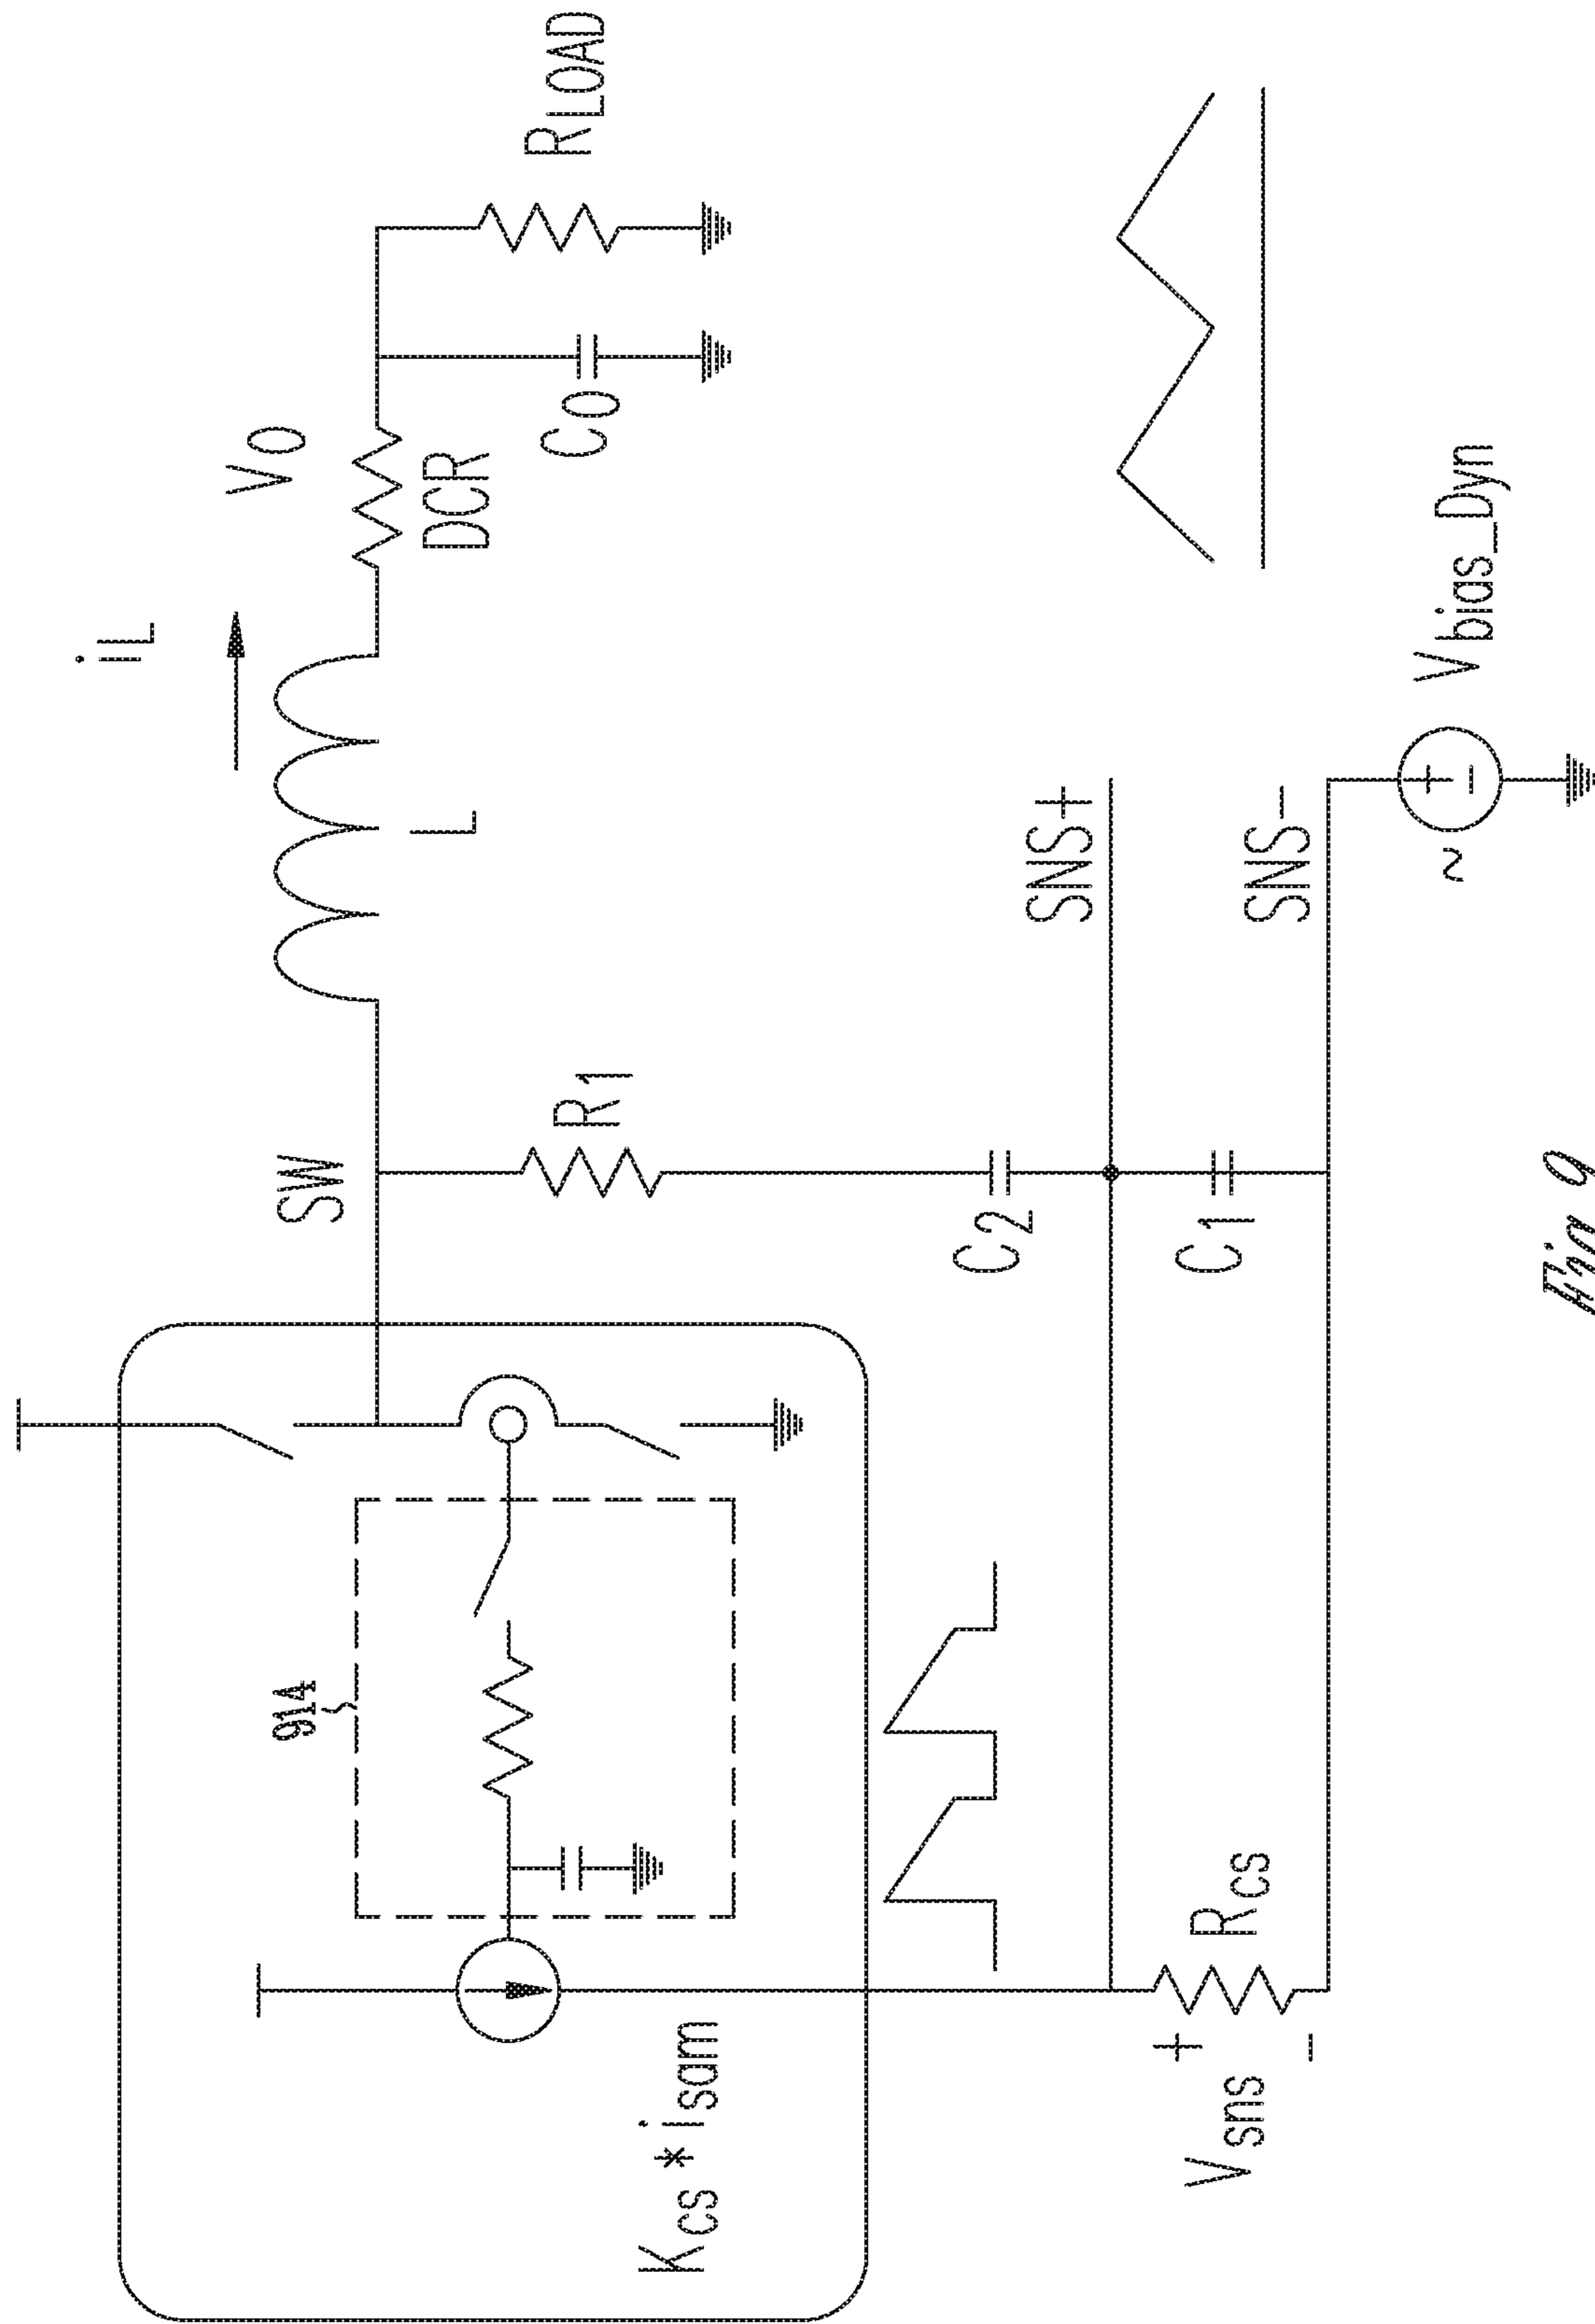 iL
SW
VO
L
DCR
RLOAD
R1
CO
914
Kcs * isam
C2
SNS+
C1
SNS-
Vsns
+
-
Rcs
~
+
-
Vbias_Dyn
Fig. 9